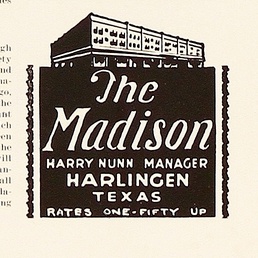 The
Madison
HARRY NUNN MANAGER
HARLINGEN
TEXAS
RATES ONE-FIFTY UP